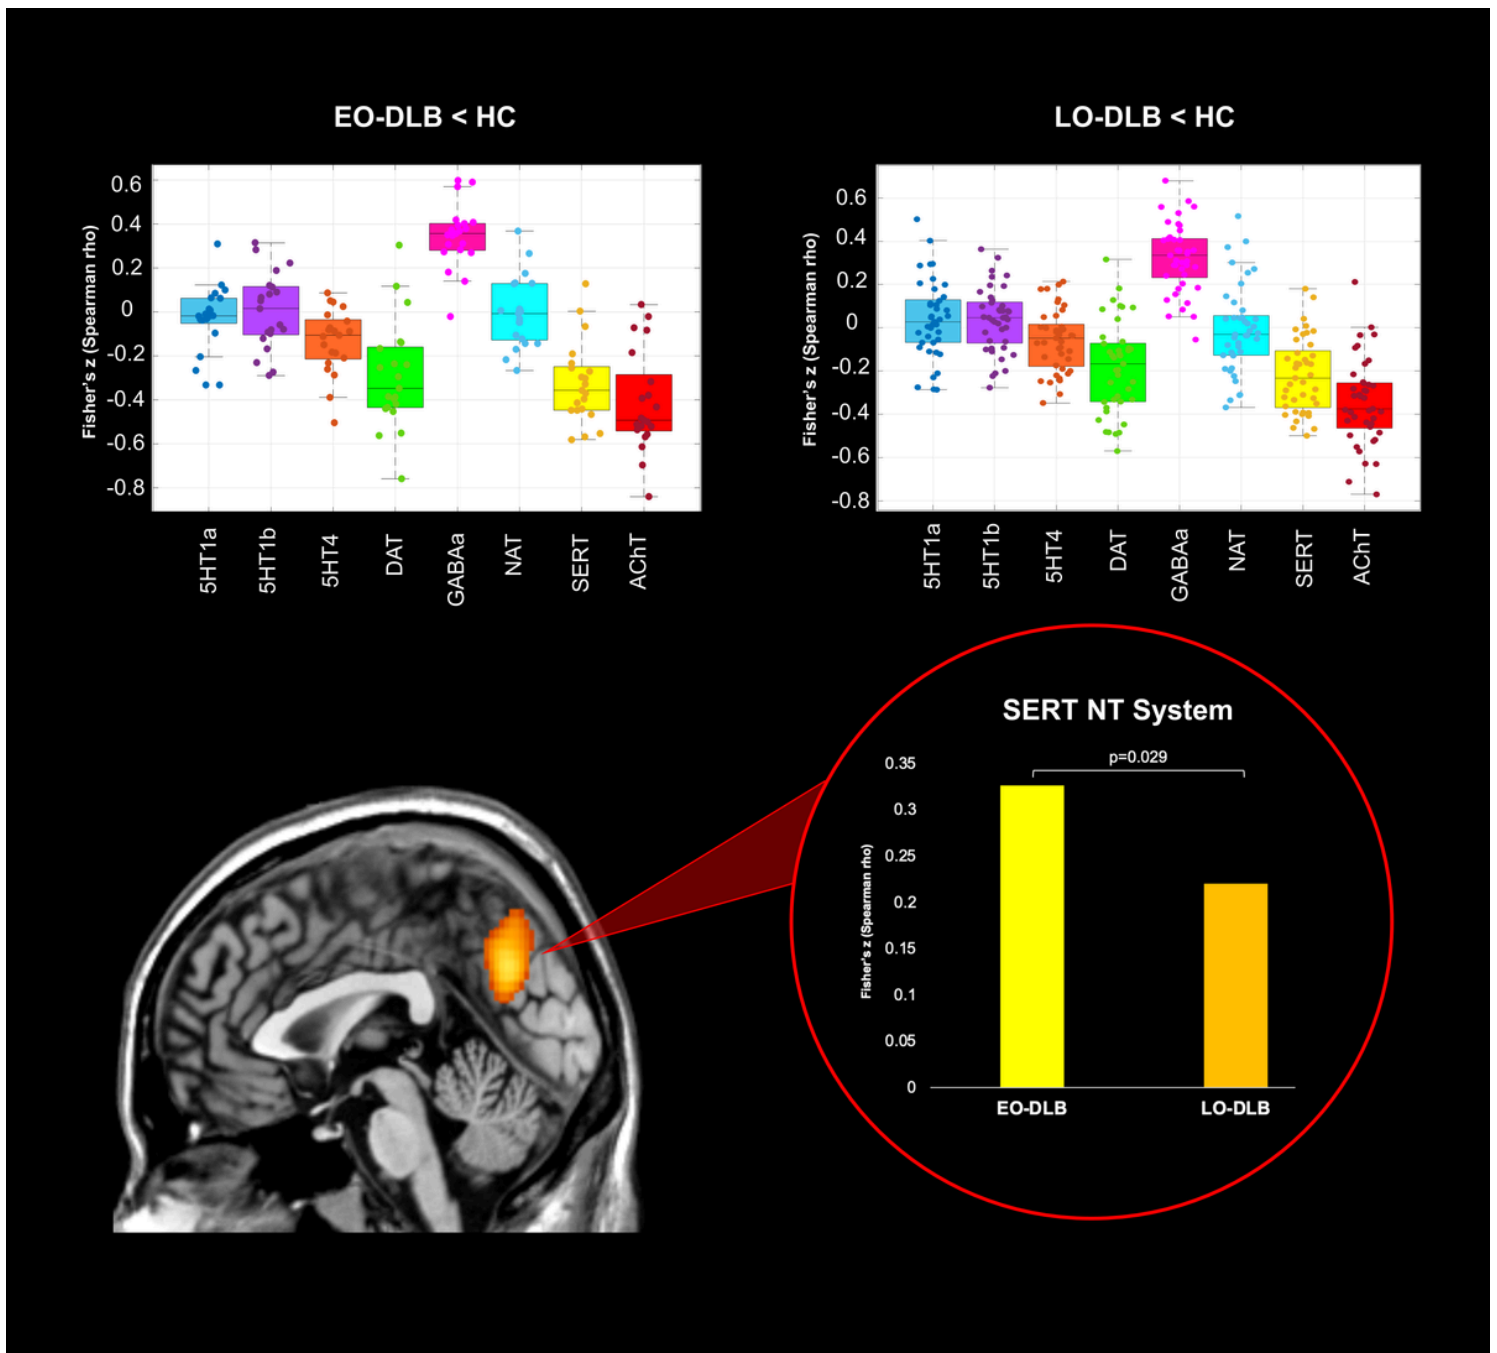 EO-DLB < HC
Fisher's z (Spearman rho)
0.6
0.4
0.2
0
-0.2
-0.4
-0.6
-0.8
5HT1a
5HT1b
5HT4
DAT
GABAa
NAT
SERT
AChT
LO-DLB < HC
Fisher's z (Spearman rho)
0.6
0.4
0.2
0
-0.2
-0.4
-0.6
-0.8
5HT1a
5HT1b
5HT4
DAT
GABAa
NAT
SERT
AChT
SERT NT System
p=0.029
Fisher's z (Spearman rho)
0.35
0.3
0.25
0.2
0.15
0.1
0.05
0
EO-DLB
LO-DLB